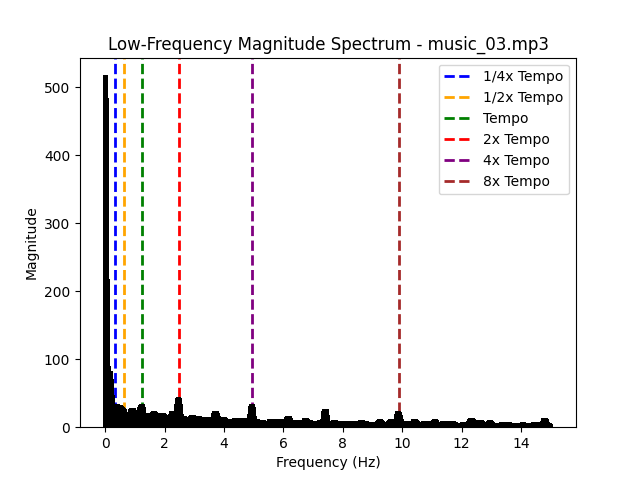 Low-Frequency Magnitude Spectrum - music_03.mp3
500
400
300
200
100
0
Magnitude
0 2 4 6 8 10 12 14
Frequency (Hz)
1/4x Tempo
1/2x Tempo
Tempo
2x Tempo
4x Tempo
8x Tempo